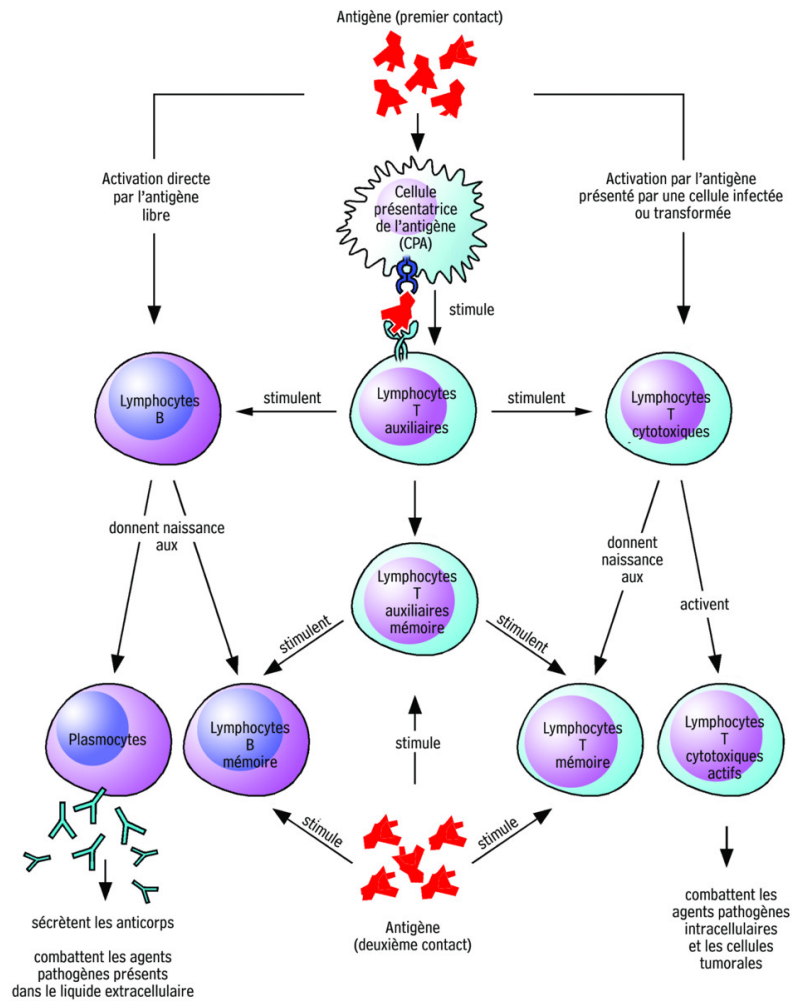 Antigène (premier contact)
Activation directe
par l'antigène
libre
Cellule
présentatrice
de l'antigène
(CPA)
Activation par l'antigène
présenté par une cellule infectée
ou transformée
stimule
Lymphocytes
B
stimulent
Lymphocytes
T
auxiliaires
stimulent
Lymphocytes
T
cytotoxiques
donnent naissance
aux
donnent
naissance
aux
activent
Lymphocytes
T
auxiliaires
mémoire
stimulent
stimulent
Plasmocytes
Lymphocytes
B
mémoire
stimule
Lymphocytes
T
mémoire
Lymphocytes
T
cytotoxiques
actifs
stimule
stimule
sécrètent les anticorps
combattent les agents
pathogènes présents
dans le liquide extracellulaire
Antigène
(deuxième contact)
combattent les
agents pathogènes
intracellulaires
et les cellules
tumorales